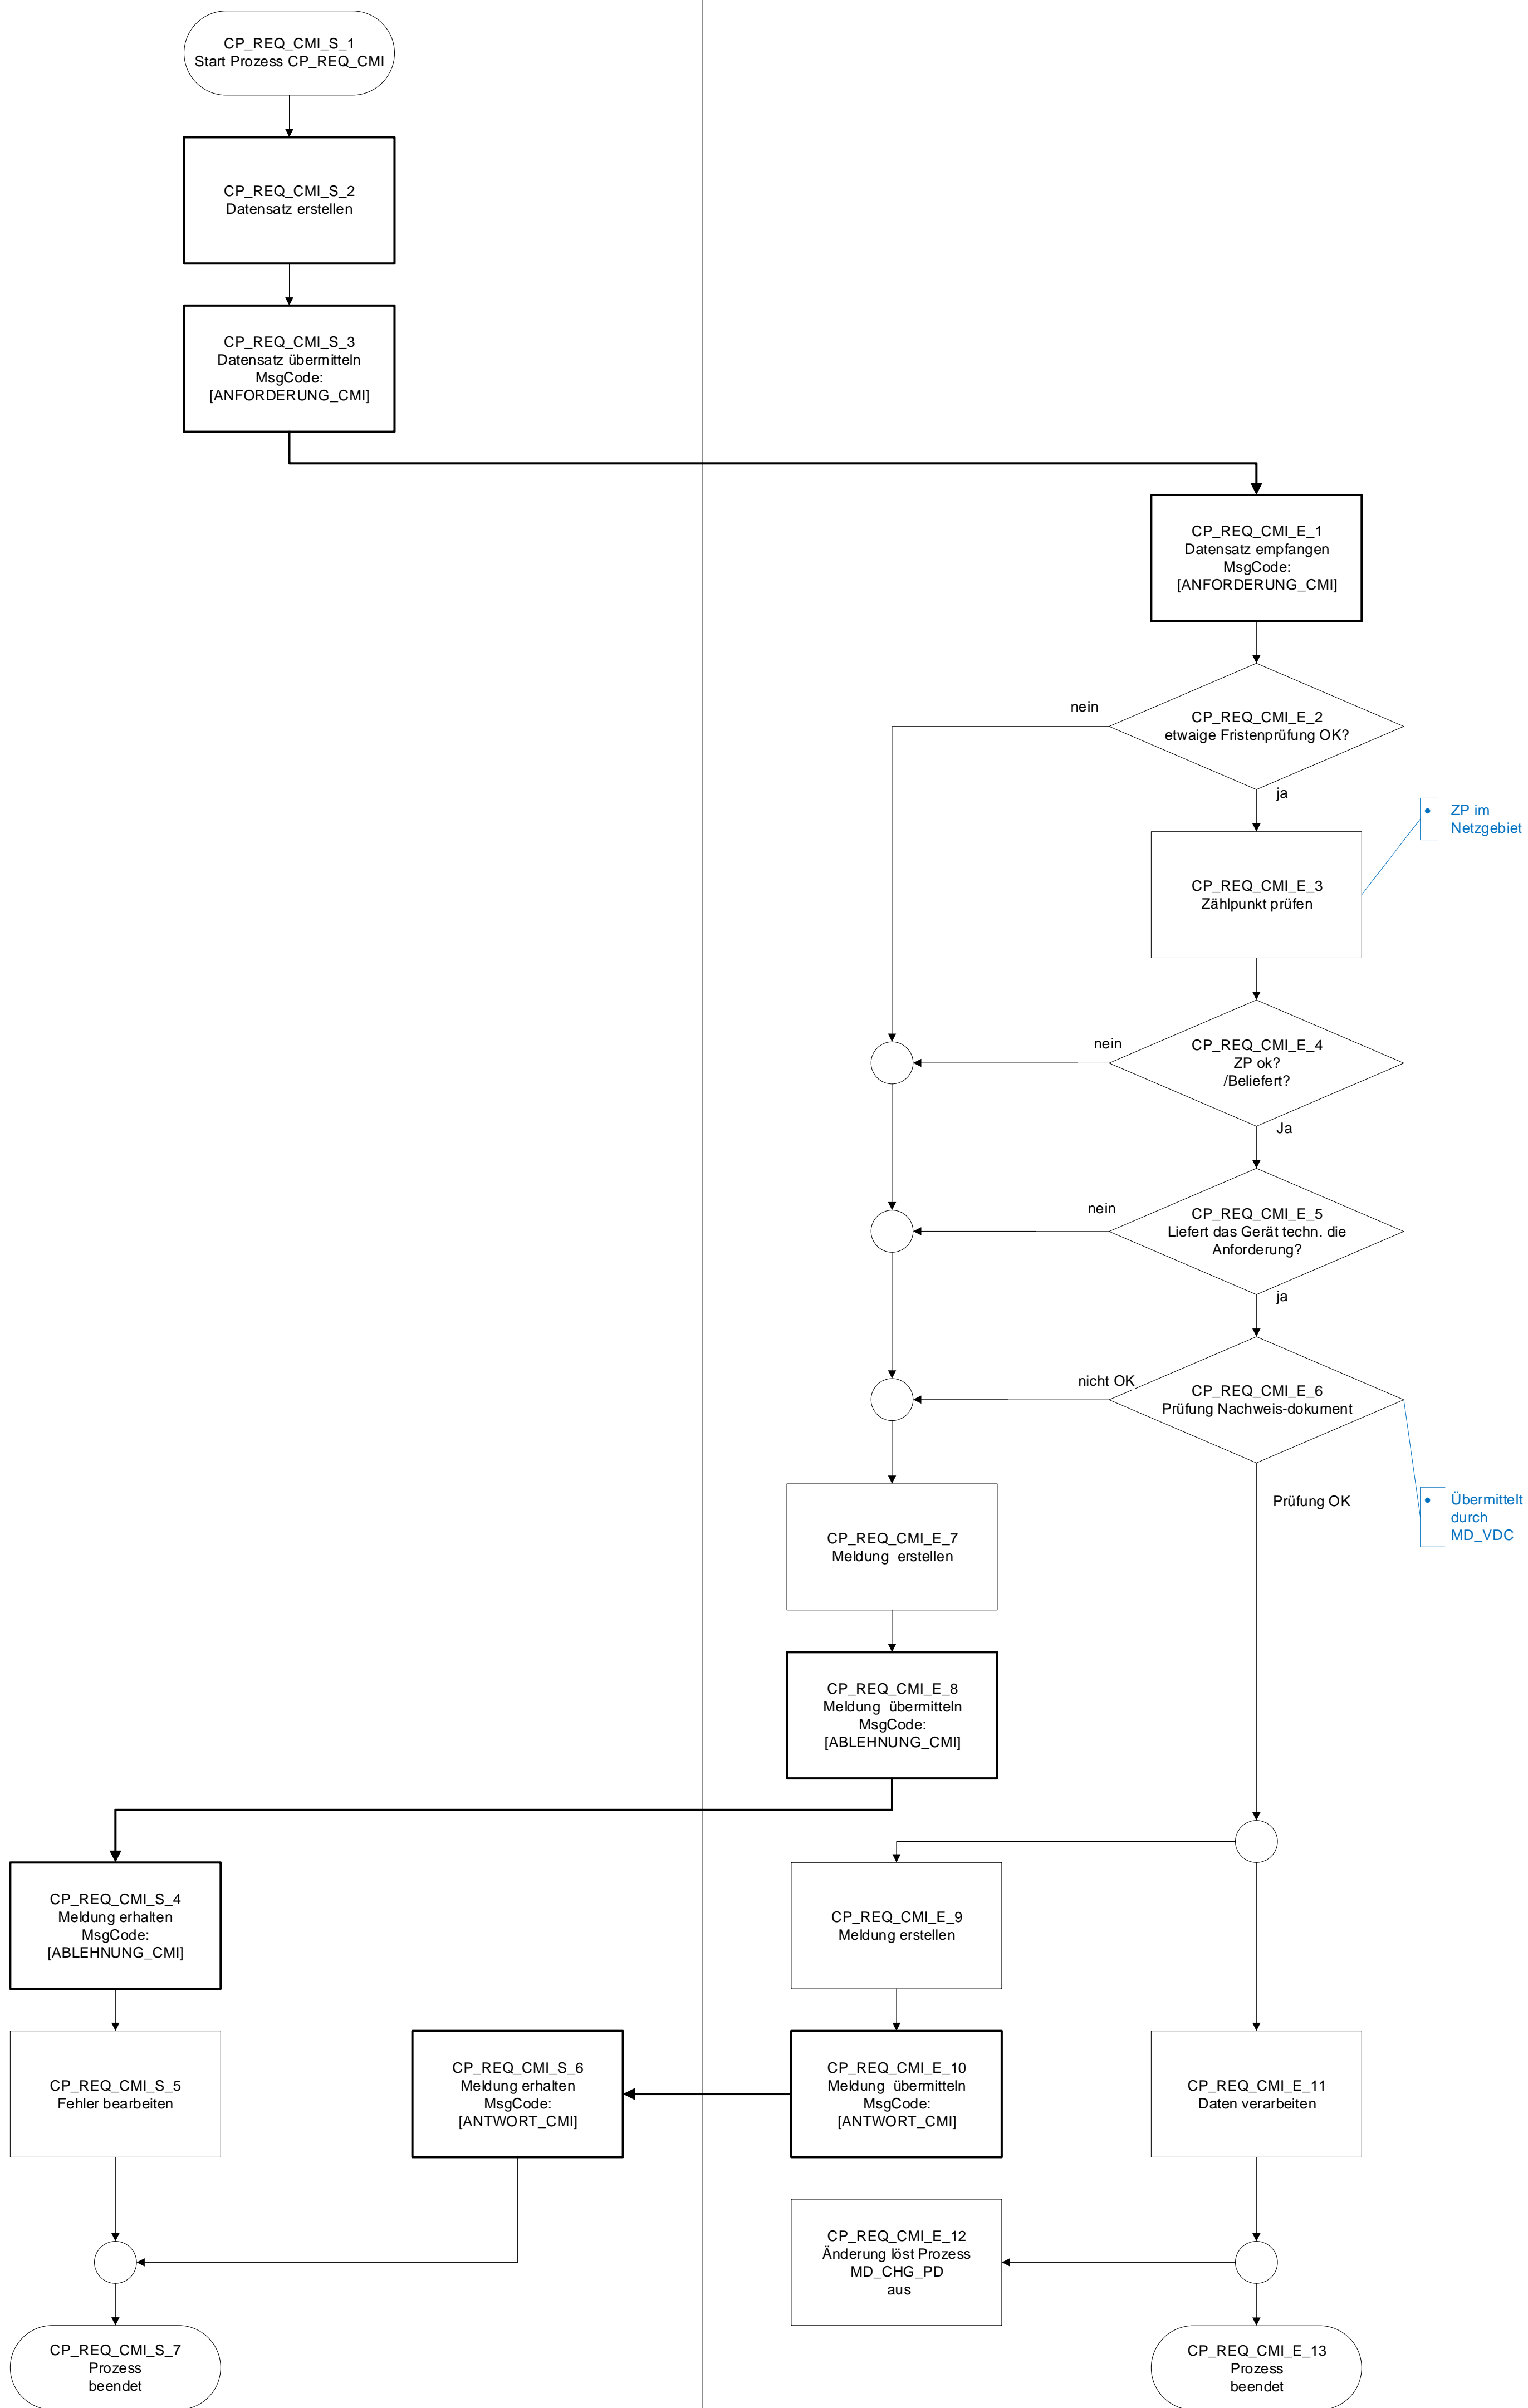 CP_REQ_CMI_S_1
Start Prozess CP_REQ_CMI
CP_REQ_CMI_S_2
Datensatz erstellen
CP_REQ_CMI_S_3
Datensatz übermitteln
MsgCode:
[ANFORDERUNG_CMI]
CP_REQ_CMI_E_1
Datensatz empfangen
MsgCode:
[ANFORDERUNG_CMI]
nein
CP_REQ_CMI_E_2
etwaige Fristenprüfung OK?
ja
• ZP im
Netzgebiet
CP_REQ_CMI_E_3
Zählpunkt prüfen
nein
CP_REQ_CMI_E_4
ZP ok?
/Beliefert?
Ja
nein
CP_REQ_CMI_E_5
Liefert das Gerät techn. die
Anforderung?
ja
nicht OK
CP_REQ_CMI_E_6
Prüfung Nachweis-dokument
Prüfung OK
• Übermittelt
durch
MD_VDC
CP_REQ_CMI_E_7
Meldung erstellen
CP_REQ_CMI_E_8
Meldung übermitteln
MsgCode:
[ABLEHNUNG_CMI]
CP_REQ_CMI_S_4
Meldung erhalten
MsgCode:
[ABLEHNUNG_CMI]
CP_REQ_CMI_E_9
Meldung erstellen
CP_REQ_CMI_S_5
Fehler bearbeiten
CP_REQ_CMI_S_6
Meldung erhalten
MsgCode:
[ANTWORT_CMI]
CP_REQ_CMI_E_10
Meldung übermitteln
MsgCode:
[ANTWORT_CMI]
CP_REQ_CMI_E_11
Daten verarbeiten
CP_REQ_CMI_E_12
Änderung löst Prozess
MD_CHG_PD
aus
CP_REQ_CMI_S_7
Prozess
beendet
CP_REQ_CMI_E_13
Prozess
beendet